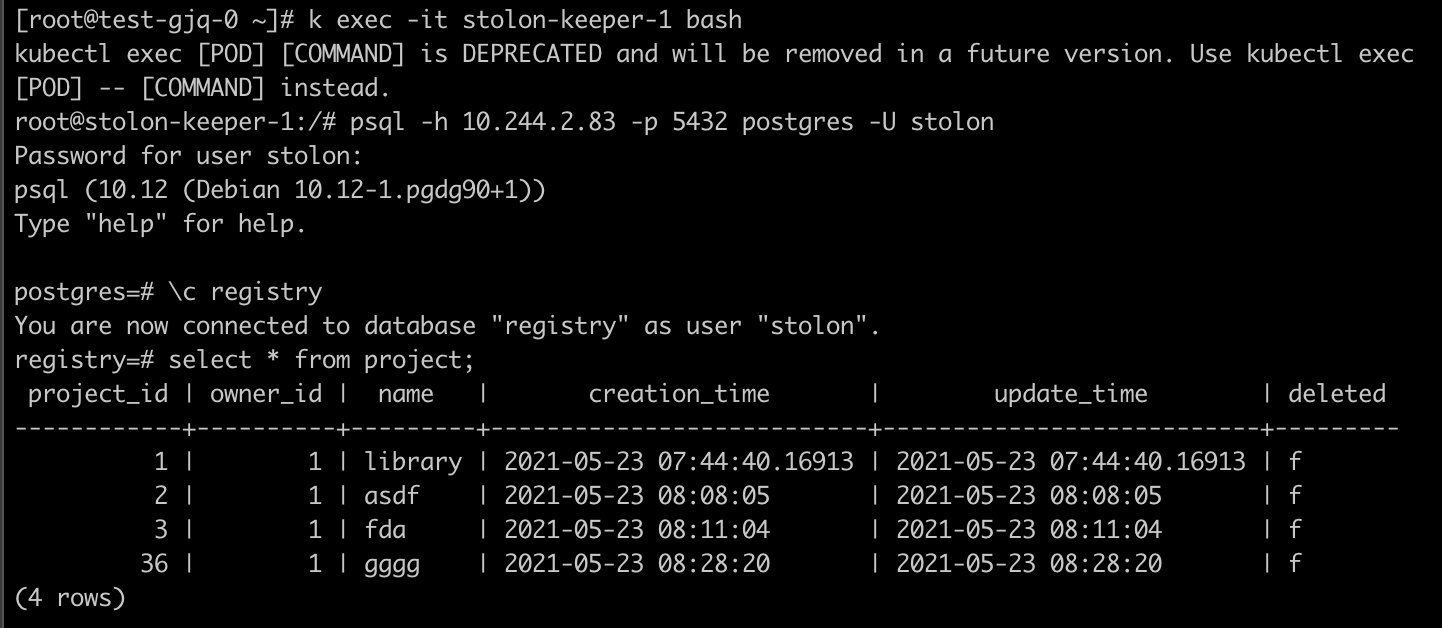 [root@test-gjq-0 ~]# k exec -it stolon-keeper-1 bash
kubectl exec [POD] [COMMAND] is DEPRECATED and will be removed in a future version. Use kubectl exec
[POD] -- [COMMAND] instead.
root@stolon-keeper-1:/# psql -h 10.244.2.83 -p 5432 postgres -U stolon
Password for user stolon:
psql (10.12 (Debian 10.12-1.pgdg90+1))
Type "help" for help.

postgres=# \c registry
You are now connected to database "registry" as user "stolon".
registry=# select * from project;
 project_id | owner_id |  name   |       creation_time       |        update_time        | deleted
------------+----------+---------+---------------------------+---------------------------+---------
          1 |        1 | library | 2021-05-23 07:44:40.16913 | 2021-05-23 07:44:40.16913 | f
          2 |        1 | asdf    | 2021-05-23 08:08:05       | 2021-05-23 08:08:05       | f
          3 |        1 | fda     | 2021-05-23 08:11:04       | 2021-05-23 08:11:04       | f
         36 |        1 | gggg    | 2021-05-23 08:28:20       | 2021-05-23 08:28:20       | f
(4 rows)